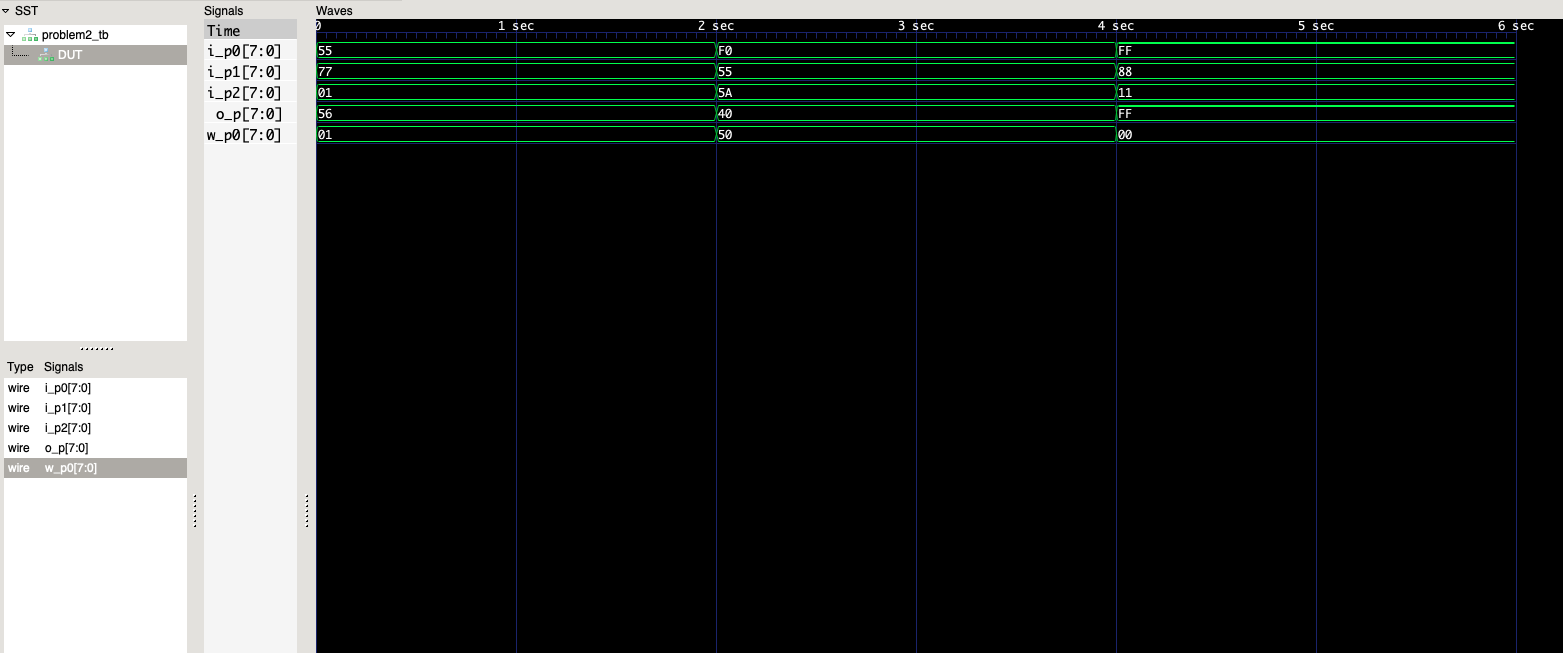 SST
problem2_tb
DUT
Type Signals
wire i_p0[7:0]
wire i_p1[7:0]
wire i_p2[7:0]
wire o_p[7:0]
wire w_p0[7:0]
Signals
Time
i_p0[7:0]
i_p1[7:0]
i_p2[7:0]
o_p[7:0]
w_p0[7:0]
Waves
0 1 sec 2 sec 3 sec 4 sec 5 sec 6 sec
55 F0 FF
77 55 88
01 5A 11
56 40 FF
01 50 00